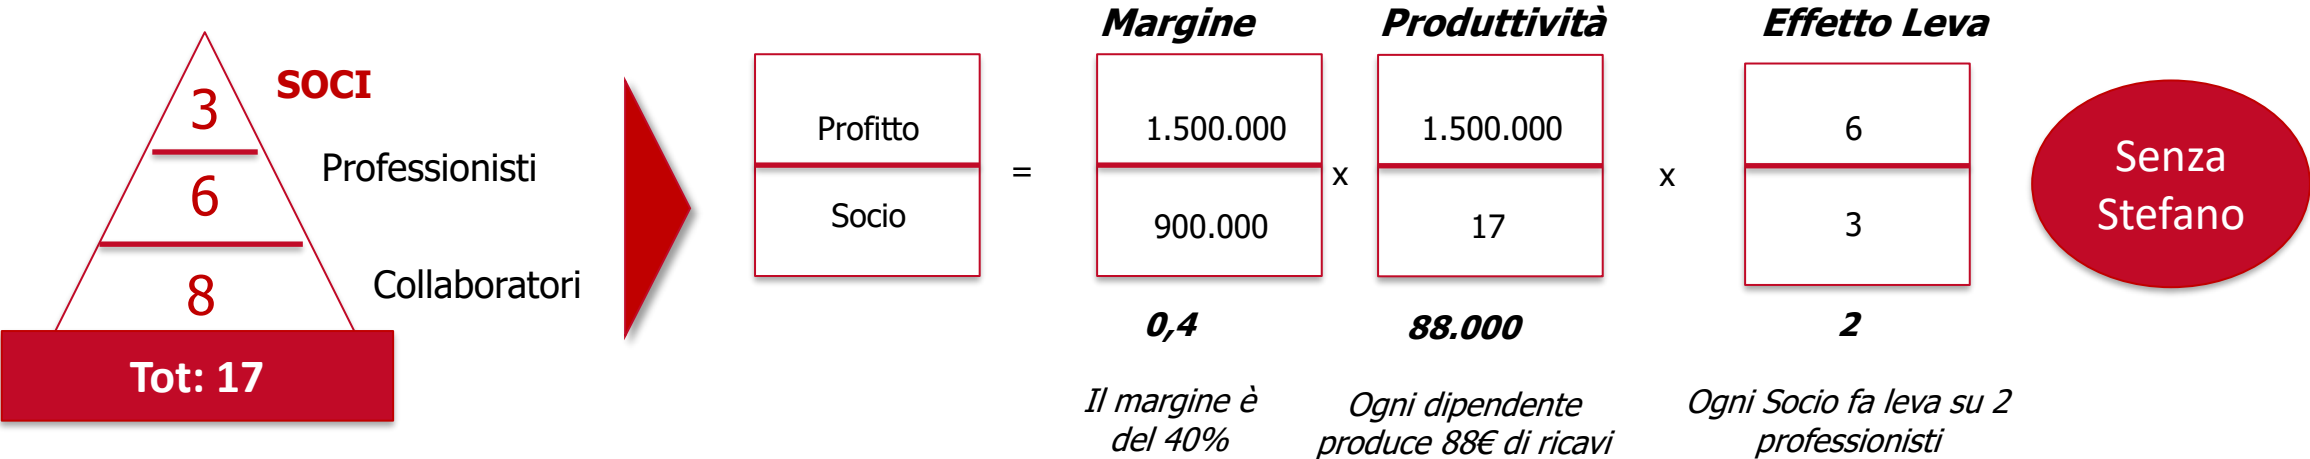 3
SOCI
Professionisti
6
Collaboratori
8
Tot: 17
Profitto
Socio
=
Margine
1.500.000
900.000
0,4
Il margine è
del 40%
x
Produttività
1.500.000
17
88.000
Ogni dipendente
produce 88€ di ricavi
x
Effetto Leva
6
3
2
Ogni Socio fa leva su 2
professionisti
Senza
Stefano